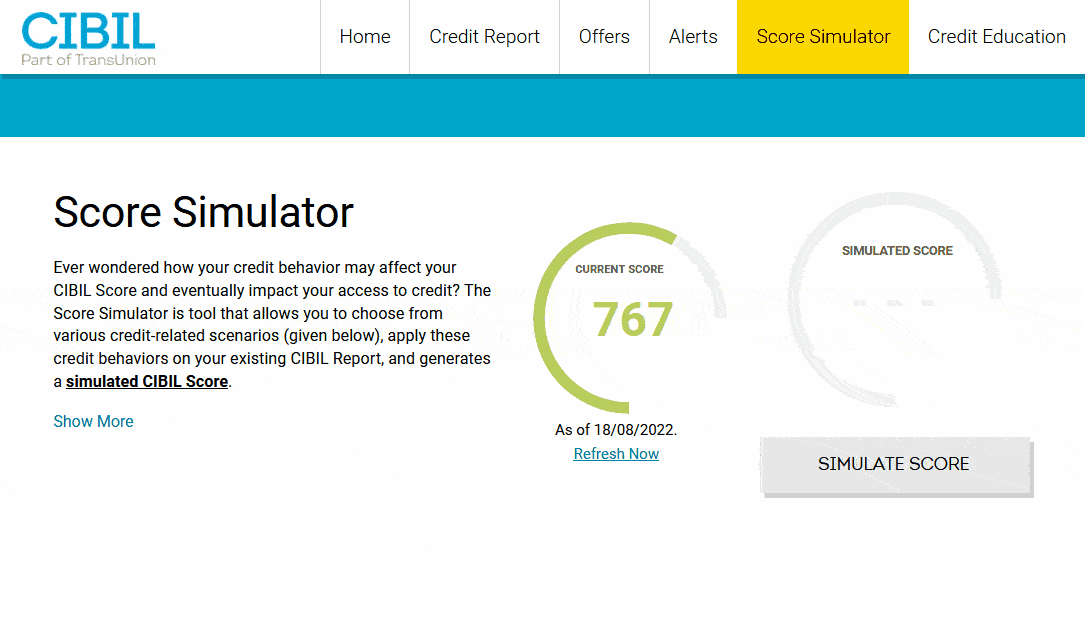 CIBIL
Part of TransUnion
Home
Credit Report
Offers
Alerts
Score Simulator
Credit Education
Score Simulator
Ever wondered how your credit behavior may affect your
CIBIL Score and eventually impact your access to credit? The
Score Simulator is tool that allows you to choose from
various credit-related scenarios (given below), apply these
credit behaviors on your existing CIBIL Report, and generates
a simulated CIBIL Score.
Show More
CURRENT SCORE
767
As of 18/08/2022.
Refresh Now
SIMULATED SCORE
SIMULATE SCORE